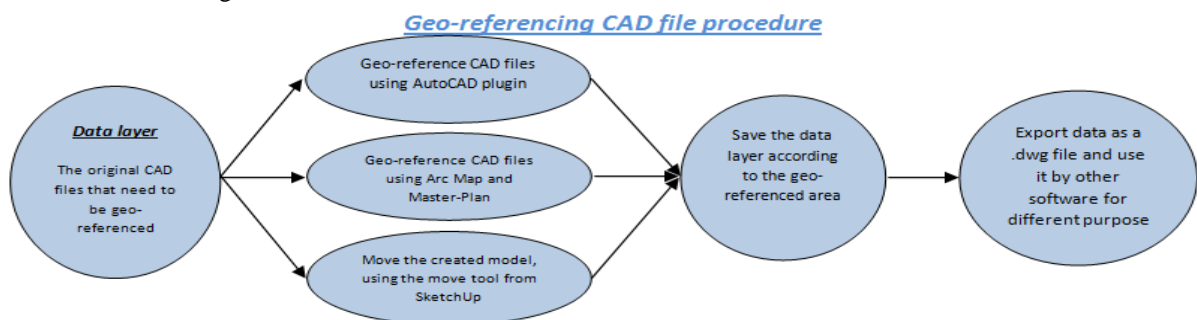 Geo-referencing CAD file procedure
Data layer
The original CAD
files that need to
be geo-
referenced
Geo-reference CAD files
using AutoCAD plugin
Geo-reference CAD files
using Arc Map and
Master-Plan
Move the created model,
using the move tool from
SketchUp
Save the data
layer according
to the geo-
referenced area
Export data as a
.dwg file and use
it by other
software for
different purpose